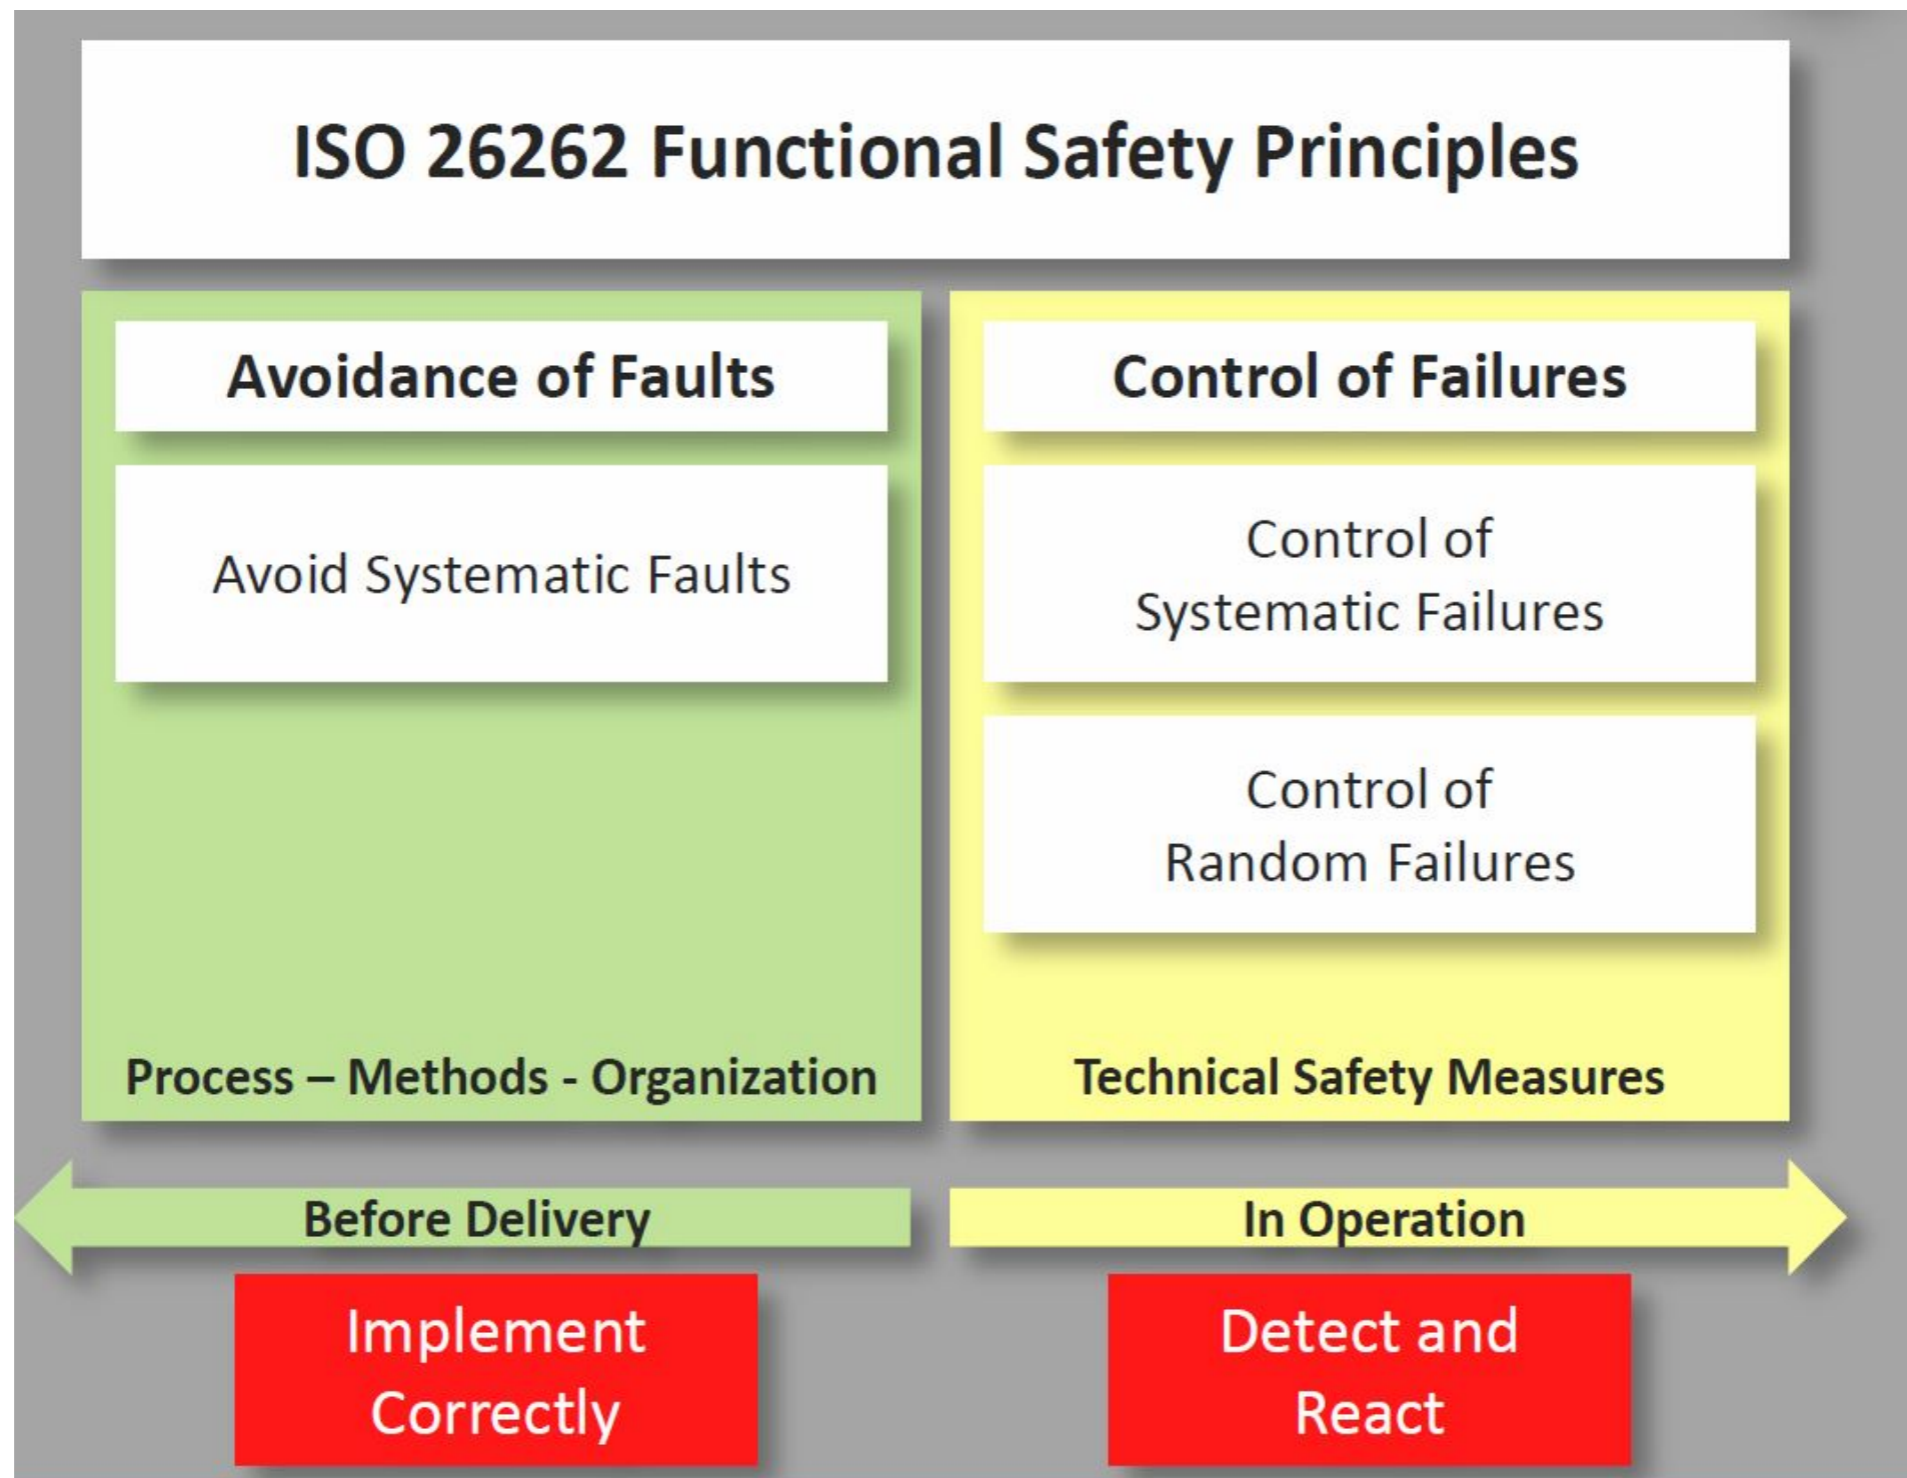 ISO 26262 Functional Safety Principles
Avoidance of Faults
Avoid Systematic Faults
Process – Methods - Organization
Control of Failures
Control of
Systematic Failures
Control of
Random Failures
Technical Safety Measures
Before Delivery
In Operation
Implement
Correctly
Detect and
React